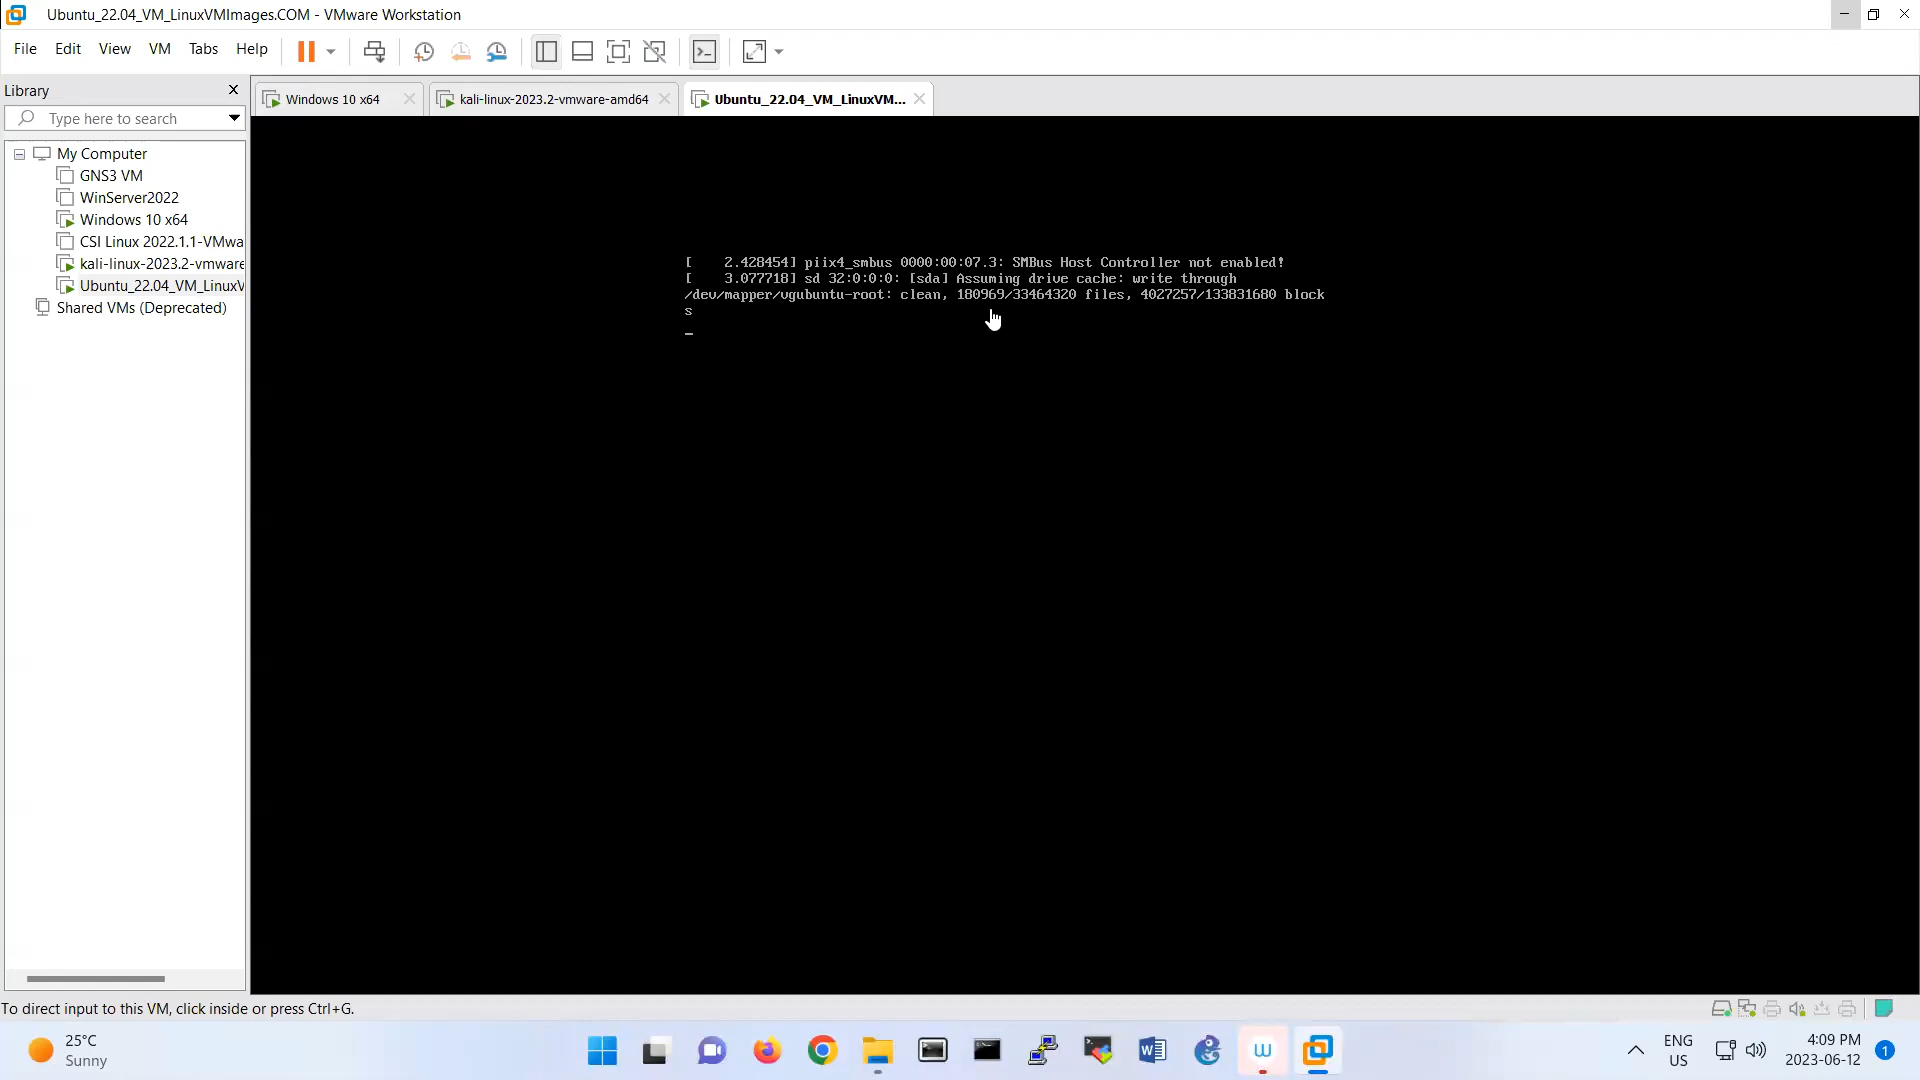 Ubuntu_22.04_VM_LinuxVMImages.COM - VMware Workstation
File Edit View VM Tabs Help
Library
Type here to search
My Computer
GNS3 VM
WinServer2022
Windows 10 x64
CSI Linux 2022.1.1-VMwa
kali-linux-2023.2-vmware
Ubuntu_22.04_VM_LinuxV
Shared VMs (Deprecated)
Windows 10 x64
kali-linux-2023.2-vmware-amd64
Ubuntu_22.04_VM_LinuxVM...
[    2.428454] piix4_smbus 0000:00:07.3: SMBus Host Controller not enabled!
[    3.077718] sd 32:0:0:0: [sda] Assuming drive cache: write through
/dev/mapper/vgubuntu-root: clean, 180969/33464320 files, 4027257/133831680 block
s
_
To direct input to this VM, click inside or press Ctrl+G.
25°C
Sunny
ENG
US
4:09 PM
2023-06-12
1